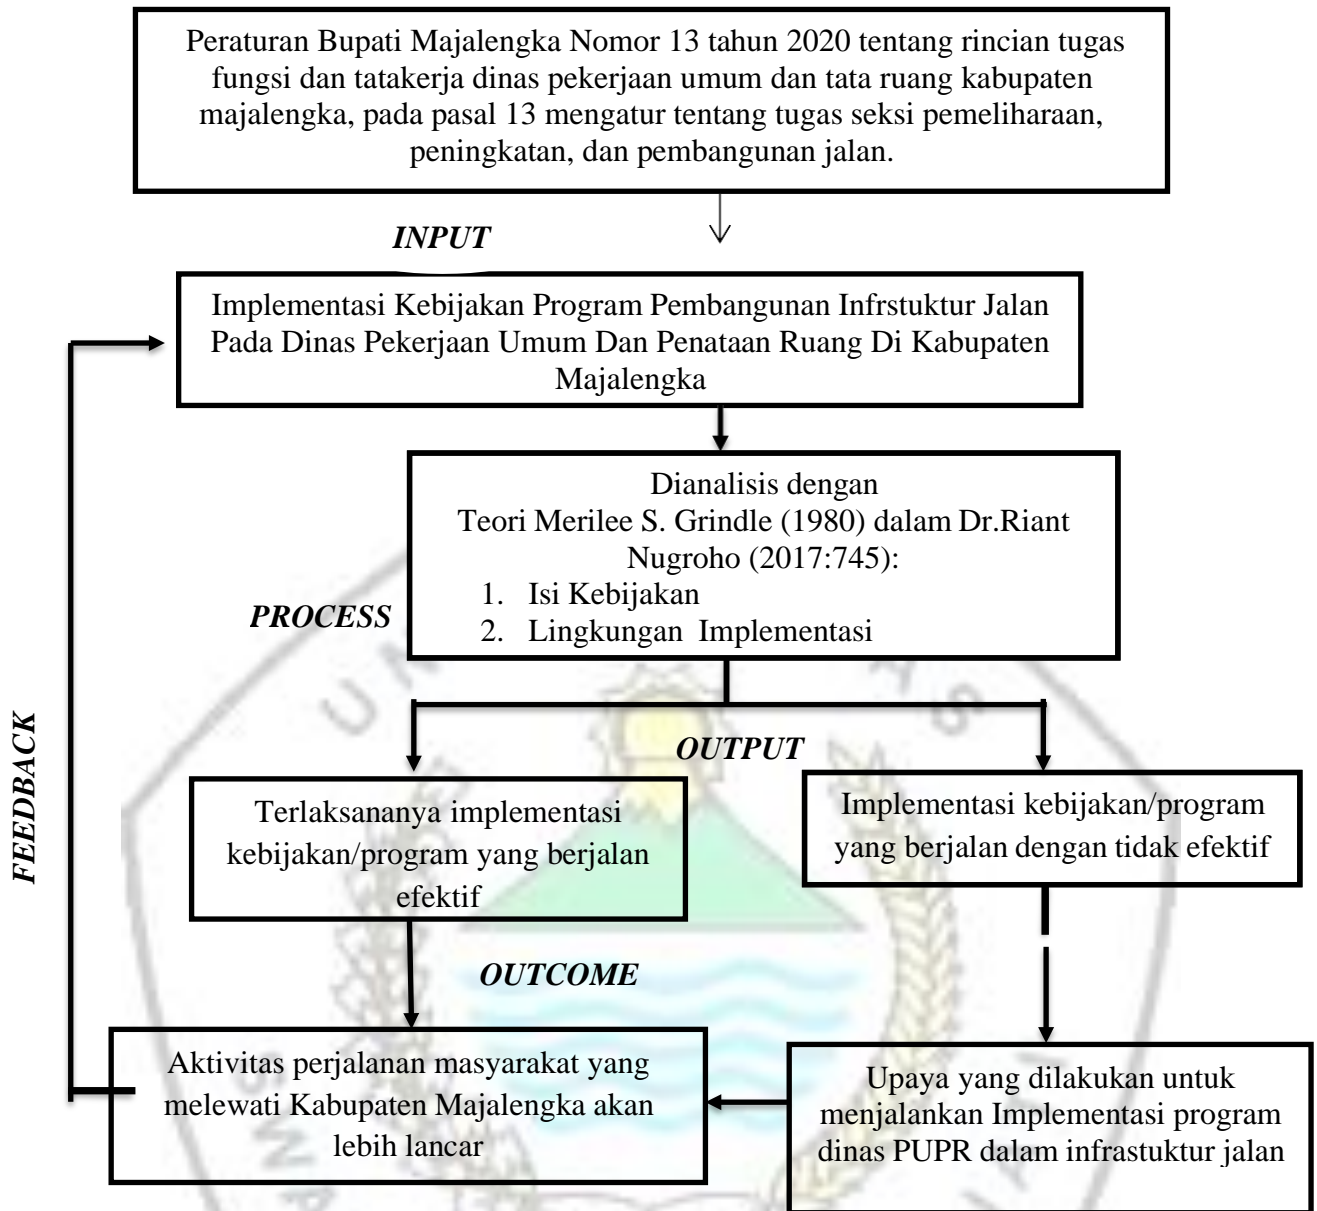 Peraturan Bupati Majalengka Nomor 13 tahun 2020 tentang rincian tugas
fungsi dan tatakerja dinas pekerjaan umum dan tata ruang kabupaten
majalengka, pada pasal 13 mengatur tentang tugas seksi pemeliharaan,
peningkatan, dan pembangunan jalan.
INPUT
Implementasi Kebijakan Program Pembangunan Infrstuktur Jalan
Pada Dinas Pekerjaan Umum Dan Penataan Ruang Di Kabupaten
Majalengka
Dianalisis dengan
Teori Merilee S. Grindle (1980) dalam Dr.Riant
Nugroho (2017:745):
1. Isi Kebijakan
2. Lingkungan Implementasi
PROCESS
FEEDBACK
OUTPUT
Terlaksananya implementasi
kebijakan/program yang berjalan
efektif
Implementasi kebijakan/program
yang berjalan dengan tidak efektif
OUTCOME
Aktivitas perjalanan masyarakat yang
melewati Kabupaten Majalengka akan
lebih lancar
Upaya yang dilakukan untuk
menjalankan Implementasi program
dinas PUPR dalam infrastuktur jalan